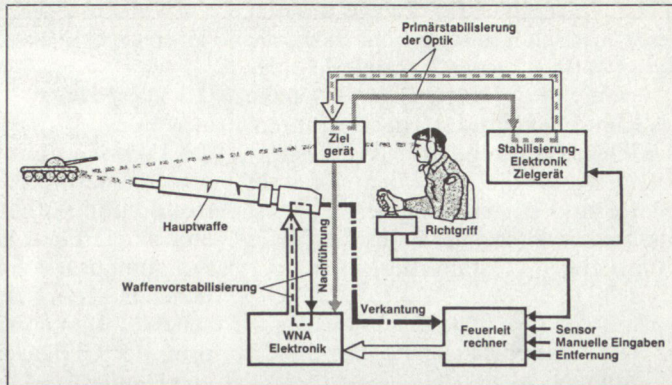 Primärstabilisierung
der Optik
Ziel
gerät
Stabilisierung-
Elektronik
Zielgerät
Hauptwaffe
Richtgriff
Nachführung
Waffenvorstabilisierung
Verkantung
WNA
Elektronik
Feuerleit
rechner
Sensor
Manuelle Eingaben
Entfernung